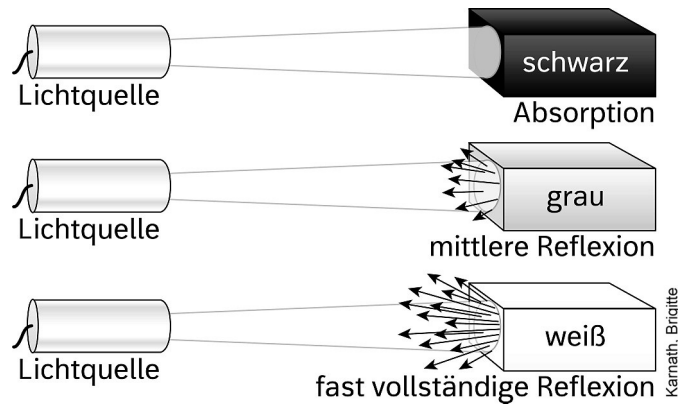 schwarz
Lichtquelle
Absorption
grau
Lichtquelle
mittlere Reflexion
weiß
Lichtquelle
fast vollständige Reflexion
Karnath, Brigitte